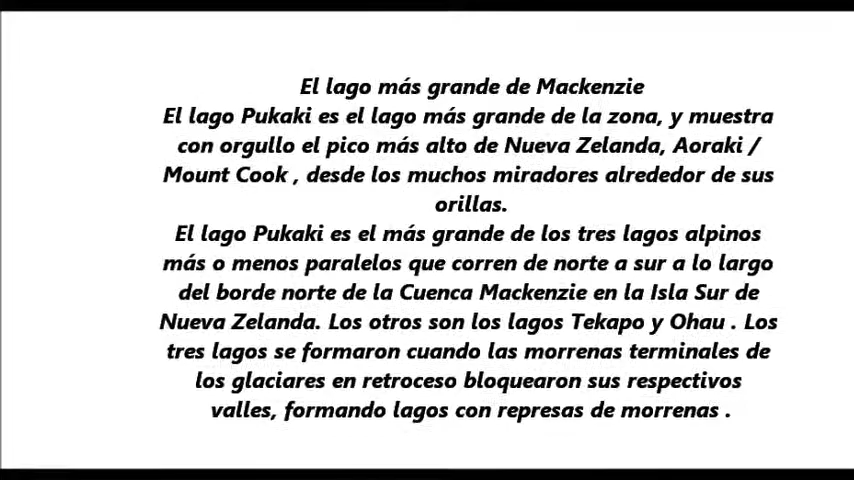 El lago más grande de Mackenzie
El lago Pukaki es el lago más grande de la zona, y muestra
con orgullo el pico más alto de Nueva Zelanda, Aoraki /
Mount Cook , desde los muchos miradores alrededor de sus
orillas.
El lago Pukaki es el más grande de los tres lagos alpinos
más o menos paralelos que corren de norte a sur a lo largo
del borde norte de la Cuenca Mackenzie en la Isla Sur de
Nueva Zelanda. Los otros son los lagos Tekapo y Ohau . Los
tres lagos se formaron cuando las morrenas terminales de
los glaciares en retroceso bloquearon sus respectivos
valles, formando lagos con represas de morrenas .